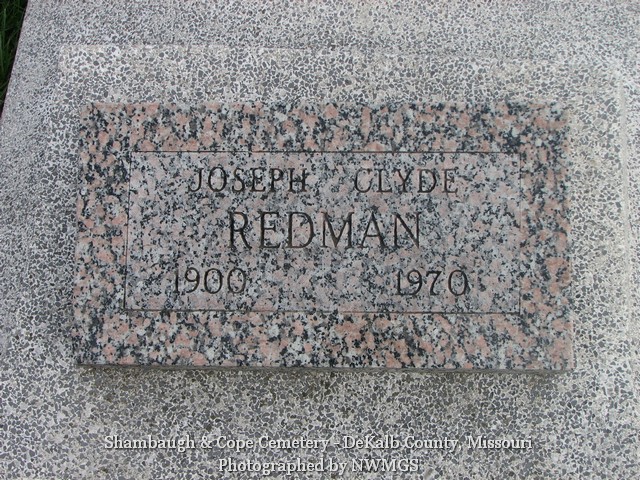 JOSEPH CLYDE
REDMAN
1900 1970
Shambaugh & Cope Cemetery - DeKalb County, Missouri
Photographed by NWMGS